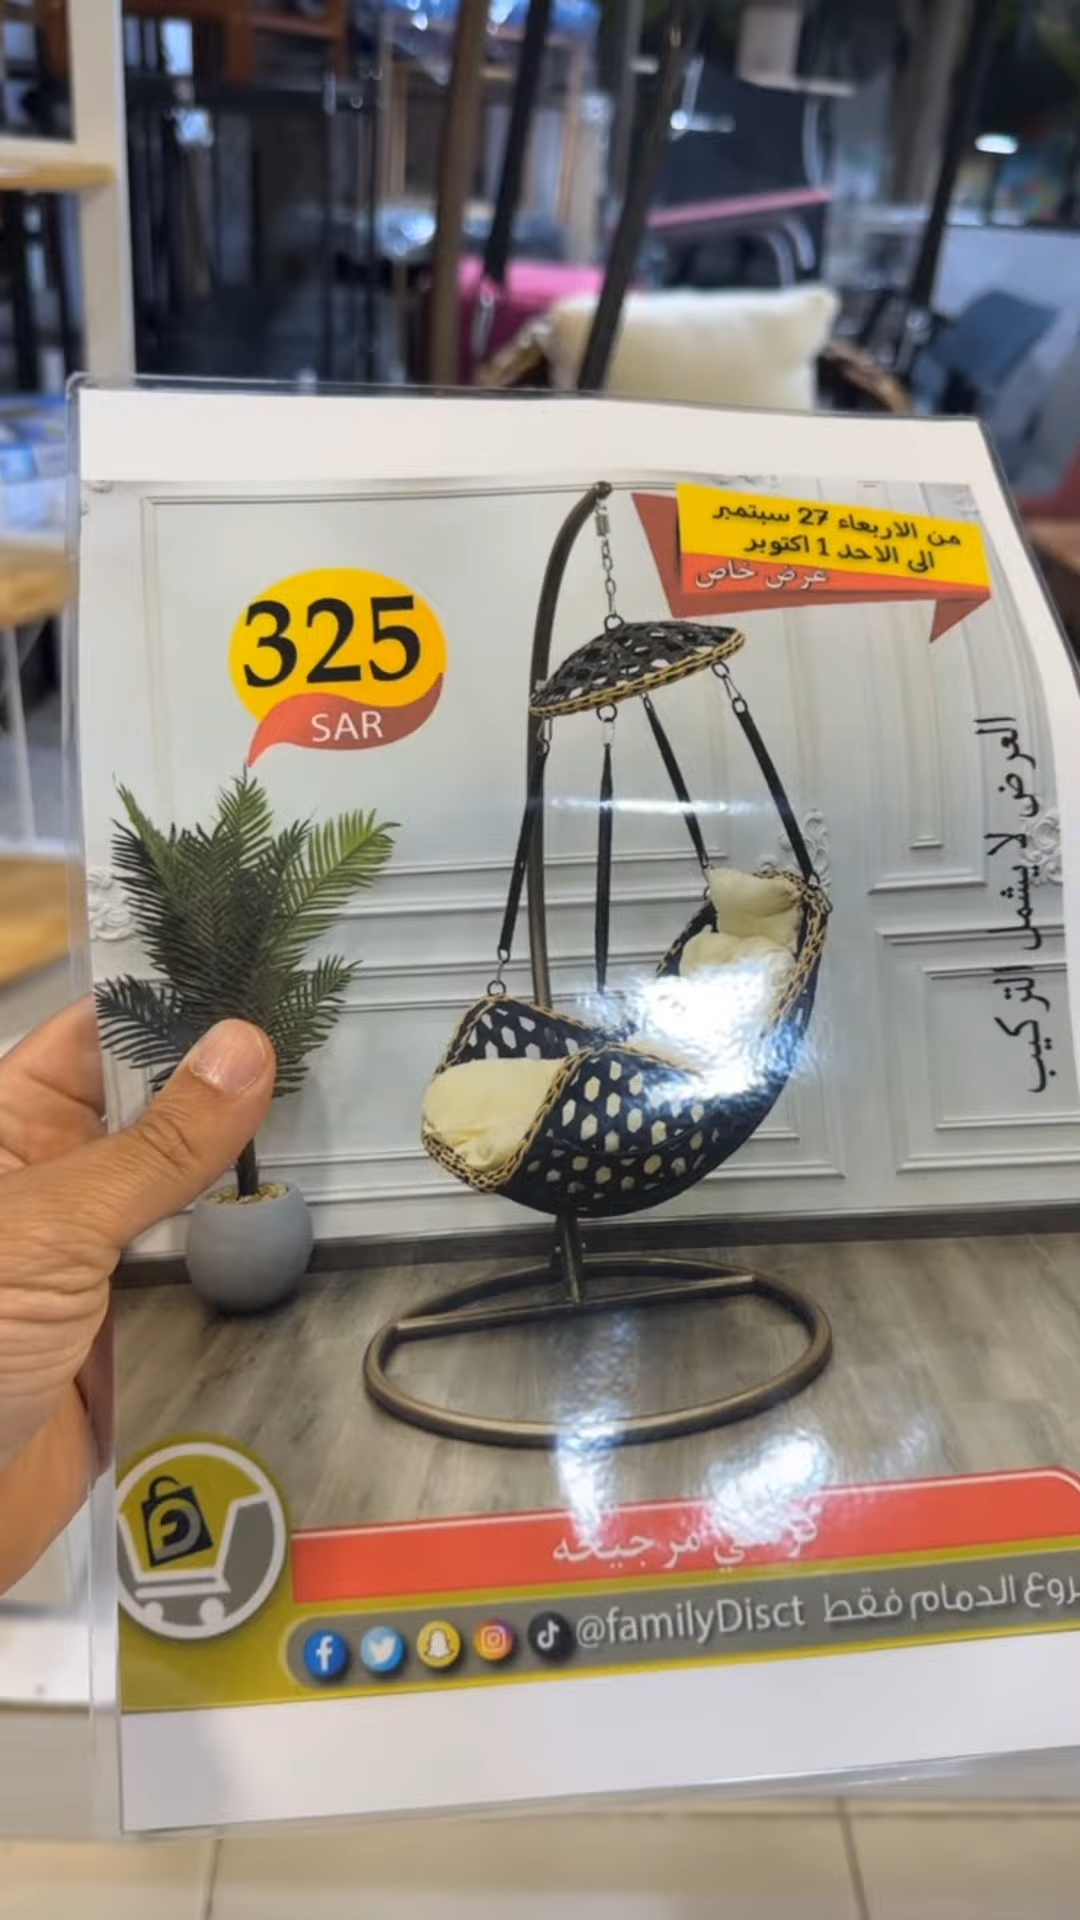 من الاربعاء 27 سبتمبر
الى الاحد 1 اكتوبر
عرض خاص
325
SAR
العرض لا يشمل التركيب
كرسي مرجيحه
@familyDisct
الدمام فقط